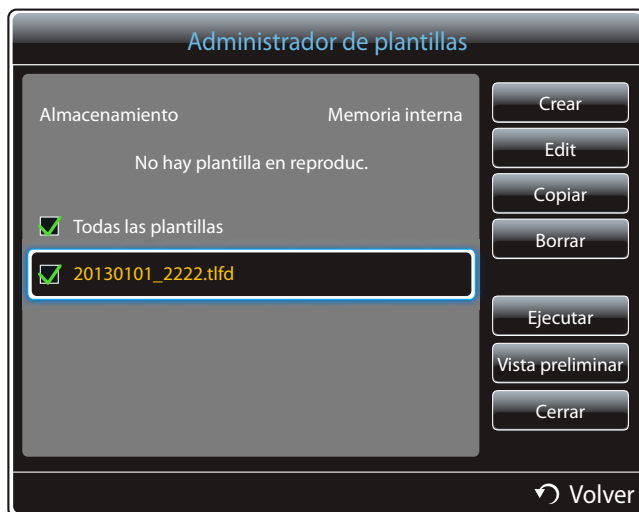 Administrador de plantillas
Almacenamiento Memoria interna
No hay plantilla en reproduc.
Todas las plantillas
20130101_2222.tlfd
Crear
Edit
Copiar
Borrar
Ejecutar
Vista preliminar
Cerrar
Volver